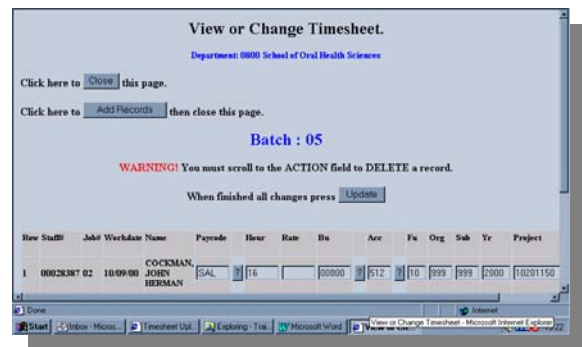 View or Change Timesheet.
Department: 0800 School of Oral Health Sciences
Click here to Close this page.
Click here to Add Records then close this page.
Batch : 05
WARNING! You must scroll to the ACTION field to DELETE a record.
When finished all changes press Update
Row Staff# Job# Workdate Name Paycode Hour Rate Bu Acc Fu Org Sub Yr Project
1 00028387 02 10/09/00 COCKMAN, JOHN HERMAN SAL ? 16 00800 ? 512 ? 10 999 999 2000 10201150
Done Internet
Start Inbox - Micros... Timesheet Upl... Exploring - Trai... Microsoft Word View or Change Timesheet - Microsoft Internet Explorer